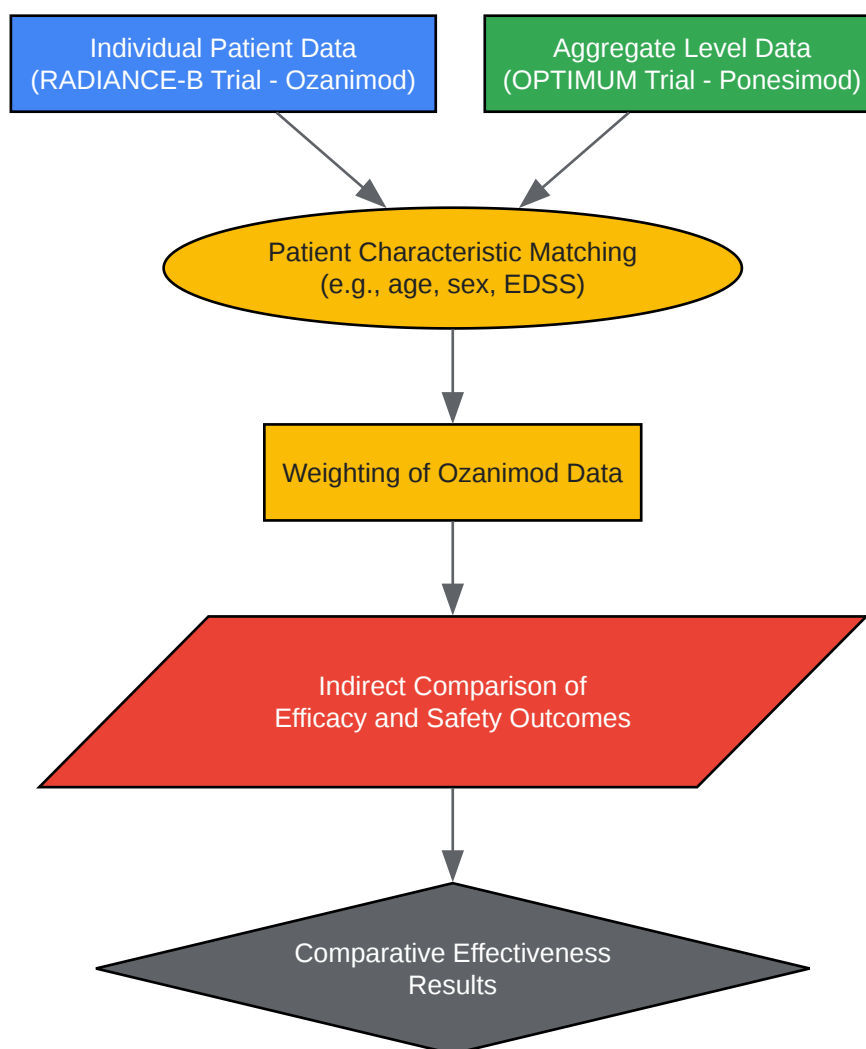 Individual Patient Data
(RADIANCE-B Trial - Ozanimod)
Aggregate Level Data
(OPTIMUM Trial - Ponesimod)
Patient Characteristic Matching
(e.g., age, sex, EDSS)
Weighting of Ozanimod Data
Indirect Comparison of
Efficacy and Safety Outcomes
Comparative Effectiveness
Results